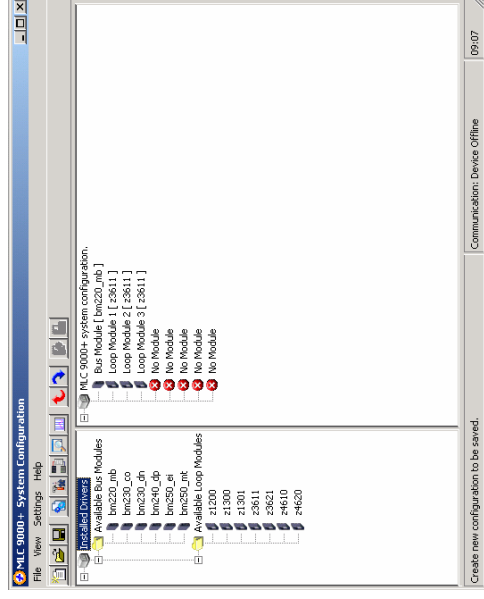 MLC 9000+ System Configuration
File View Settings Help
Installed Drivers
Available Bus Modules
bm220_mb
bm230_co
bm230_dn
bm240_dp
bm250_ei
bm250_mt
Available Loop Modules
z1200
z1300
z1301
z3611
z3621
z4610
z4620
MLC 9000+ system configuration.
Bus Module [ bm220_mb ]
Loop Module 1 [ z3611 ]
Loop Module 2 [ z3611 ]
Loop Module 3 [ z3611 ]
No Module
No Module
No Module
No Module
No Module
Create new configuration to be saved.
Communication: Device Offline
09:07